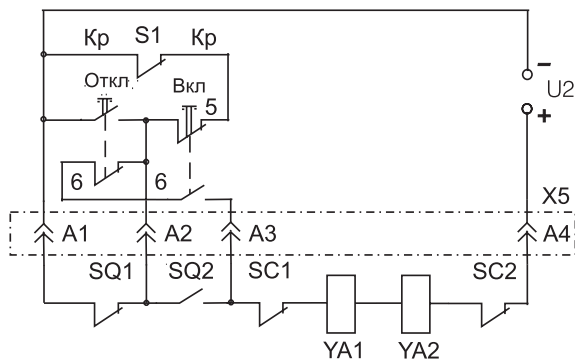 Кр S1 Кр
Откл Вкл
5
– U2
+
6 6
X5
A1 A2 A3 A4
SQ1 SQ2 SC1 SC2
YA1 YA2